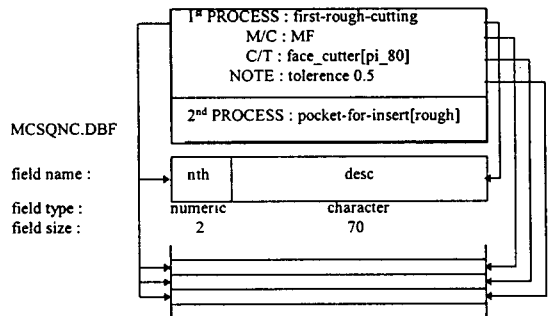 1st PROCESS : first-rough-cutting
M/C : MF
C/T : face_cutter[pi_80]
NOTE : tolerence 0.5
2nd PROCESS : pocket-for-insert[rough]
MCSQNC.DBF
field name : nth desc
field type : numeric character
field size : 2 70